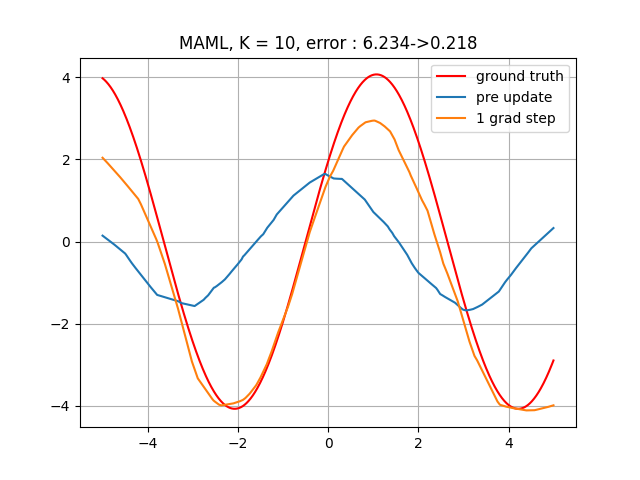 MAML, K = 10, error : 6.234->0.218
ground truth
pre update
1 grad step
4
2
0
−2
−4
−4
−2
0
2
4